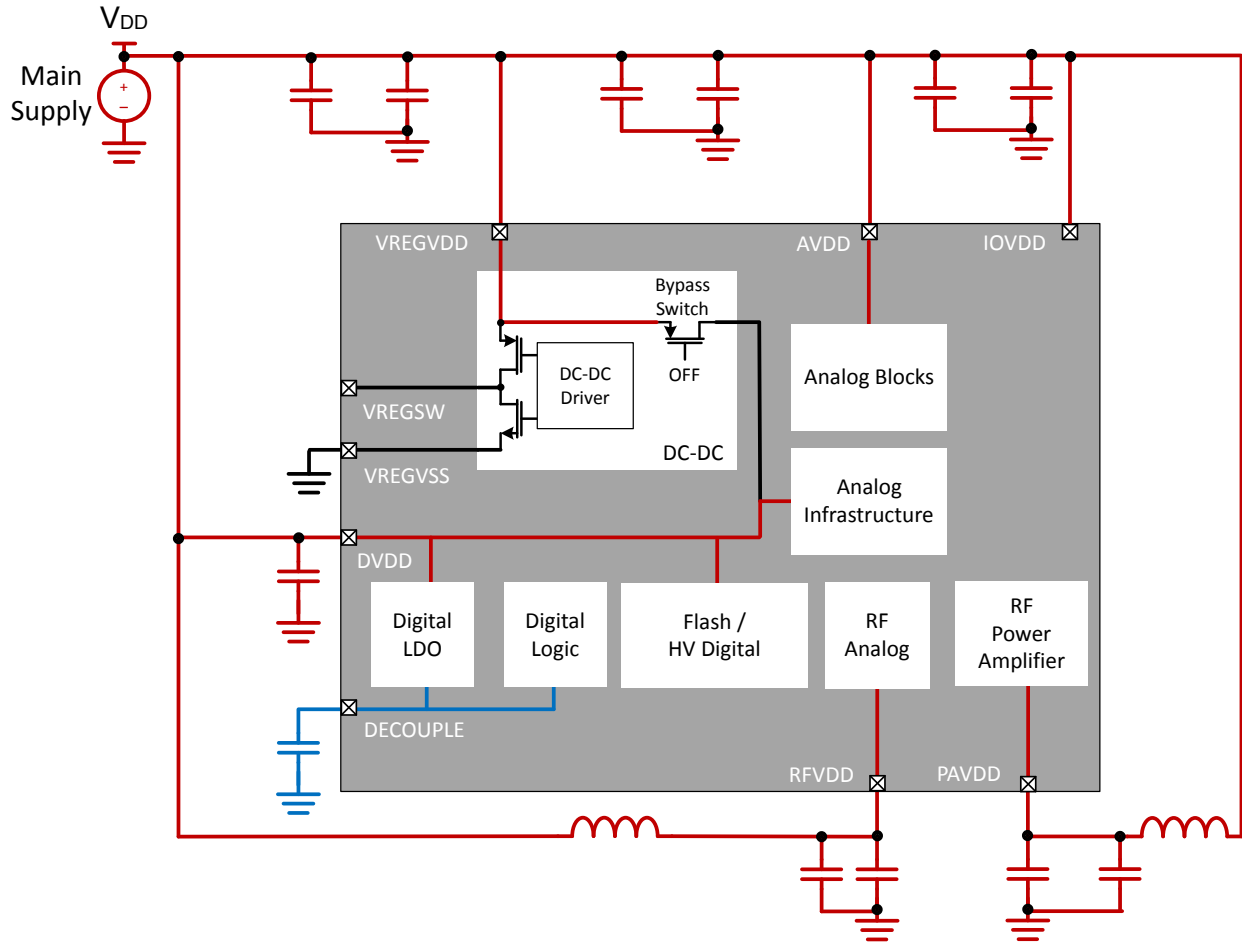 VDD
Main
Supply
+
−
VREGVDD
AVDD
IOVDD
Bypass
Switch
OFF
DC-DC
Driver
DC-DC
VREGSW
VREGVSS
Analog Blocks
Analog
Infrastructure
DVDD
Digital
LDO
Digital
Logic
Flash /
HV Digital
RF
Analog
RF
Power
Amplifier
DECOUPLE
RFVDD
PAVDD